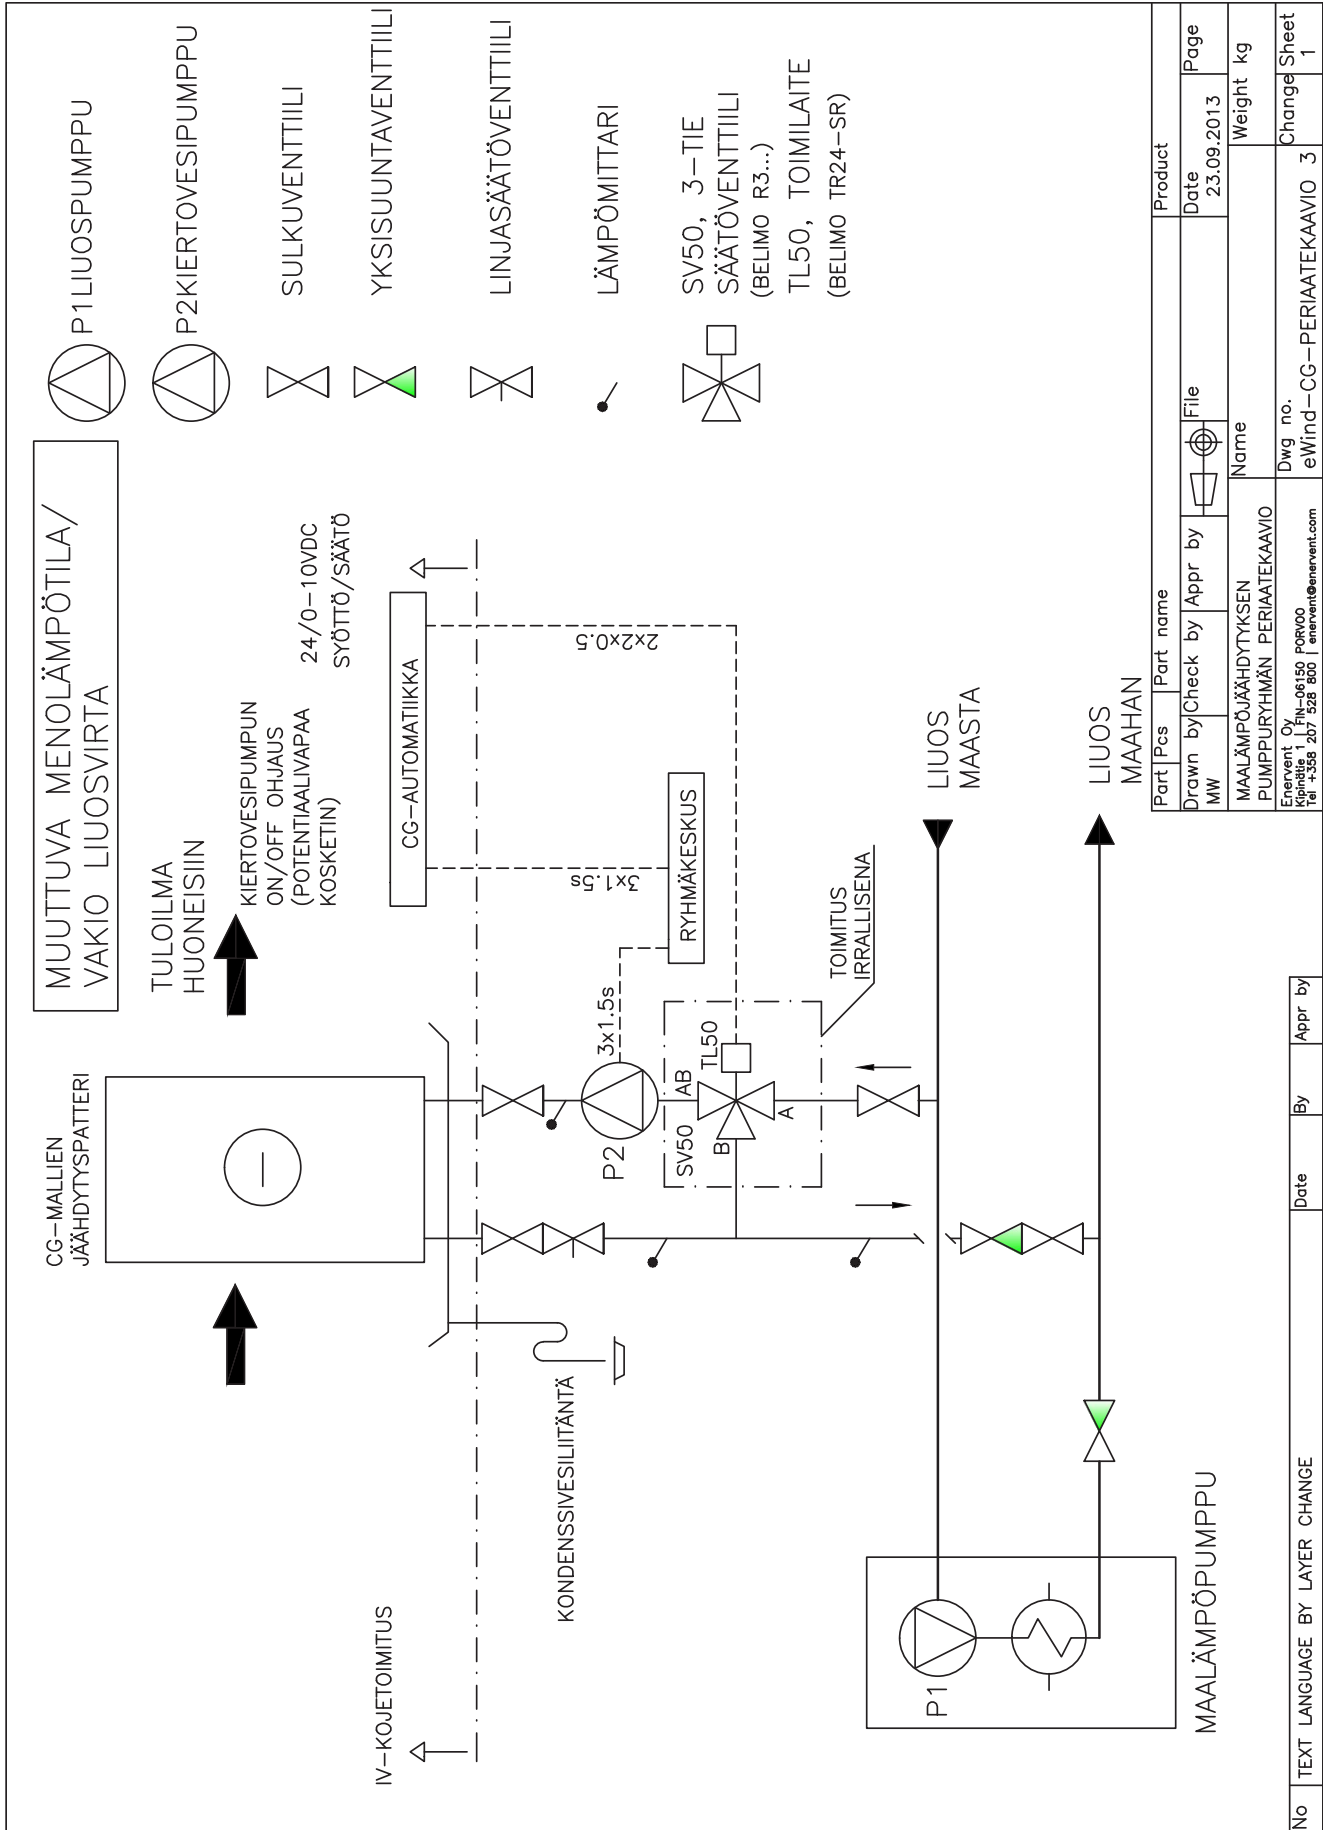 MUUTTUVA MENOLÄMPÖTILA/
VAKIO LIUOSVIRTA
CG-MALLIEN
JÄÄHDYTYSPATTERI
TULOILMA
HUONEISIIN
KIERTOVESIPUMPUN
ON/OFF OHJAUS
(POTENTIAALIVAPAA
KOSKETIN)
24/0-10VDC
SYÖTTÖ/SÄÄTÖ
CG-AUTOMATIIKKA
IV-KOJETOIMITUS
KONDENSSIVESILIITÄNTÄ
3x1.5s
2x2x0.5
3x1.5s
RYHMÄKESKUS
P2
AB
SV50
TL50
B
A
TOIMITUS
IRRALLISENA
LIUOS
MAASTA
LIUOS
MAAHAN
P1
MAALÄMPÖPUMPPU
P1LIUOSPUMPPU
P2KIERTOVESIPUMPPU
SULKUVENTTIILI
YKSISUUNTAVENTTIILI
LINJASÄÄTÖVENTTIILI
LÄMPÖMITTARI
SV50, 3-TIE
SÄÄTÖVENTTIILI
(BELIMO R3...)
TL50, TOIMILAITE
(BELIMO TR24-SR)
Part Pcs Part name Product
Drawn by Check by Appr by File Date Page
MW 23.09.2013
MAALÄMPÖJÄÄHDYTYKSEN Name Weight kg
PUMPPURYHMÄN PERIAATEKAAVIO
Enervent Oy
Kipinätie 1 | FIN-06150 PORVOO
Tel +358 207 528 800 | enervent@enervent.com
Dwg no. Change Sheet
eWind-CG-PERIAATEKAAVIO 3 1
No TEXT LANGUAGE BY LAYER CHANGE Date By Appr by